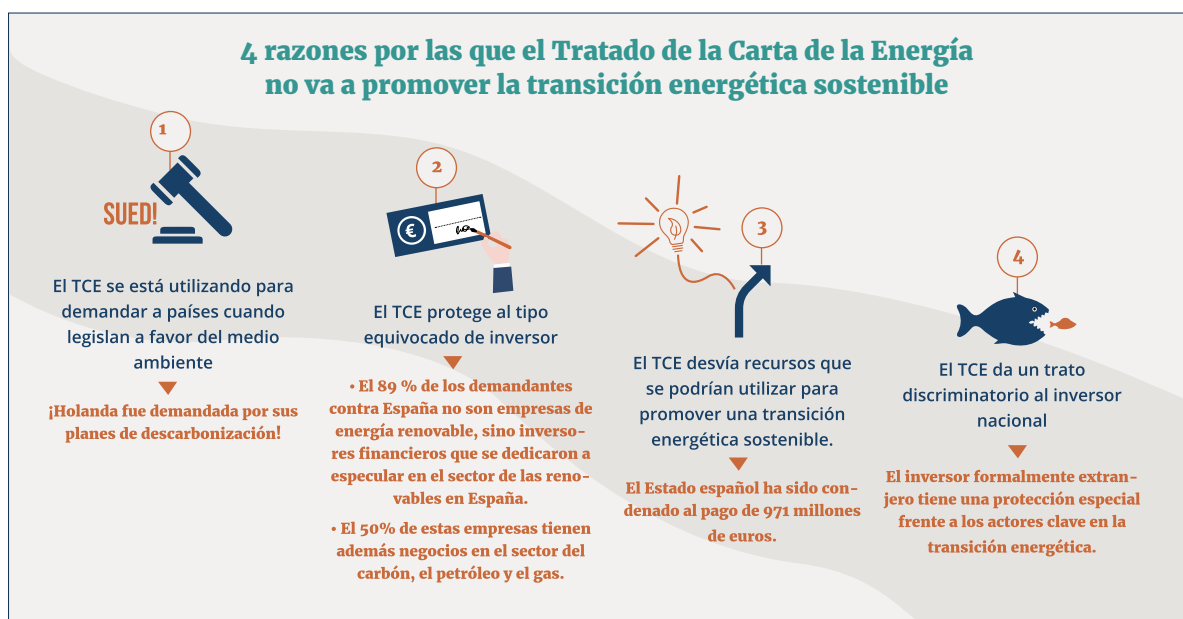 4 razones por las que el Tratado de la Carta de la Energía
no va a promover la transición energética sostenible
1
SUED!
El TCE se está utilizando para
demandar a países cuando
legislan a favor del medio
ambiente
¡Holanda fue demandada por sus
planes de descarbonización!
2
€
El TCE protege al tipo
equivocado de inversor
• El 89 % de los demandantes
contra España no son empresas de
energía renovable, sino inverso-
res financieros que se dedicaron a
especular en el sector de las reno-
vables en España.
• El 50% de estas empresas tienen
además negocios en el sector del
carbón, el petróleo y el gas.
3
El TCE desvía recursos que
se podrían utilizar para
promover una transición
energética sostenible.
El Estado español ha sido con-
denado al pago de 971 millones
de euros.
4
El TCE da un trato
discriminatorio al inversor
nacional
El inversor formalmente extran-
jero tiene una protección especial
frente a los actores clave en la
transición energética.